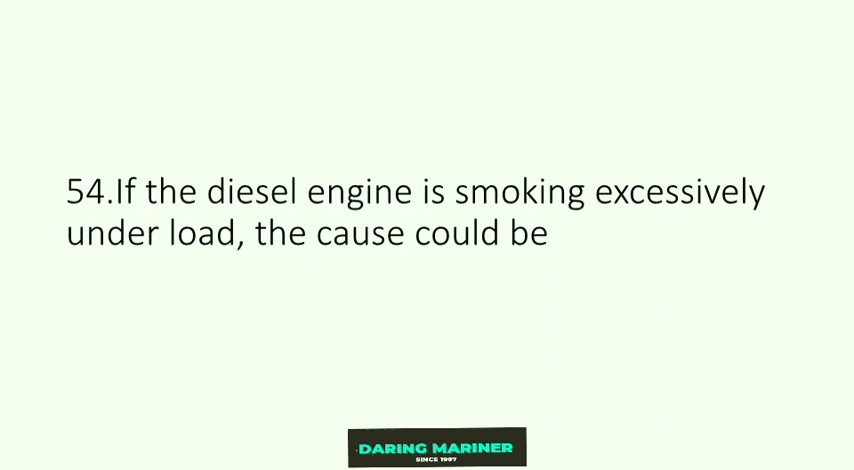 54.If the diesel engine is smoking excessively
under load, the cause could be
DARING MARINER
SINCE 1997